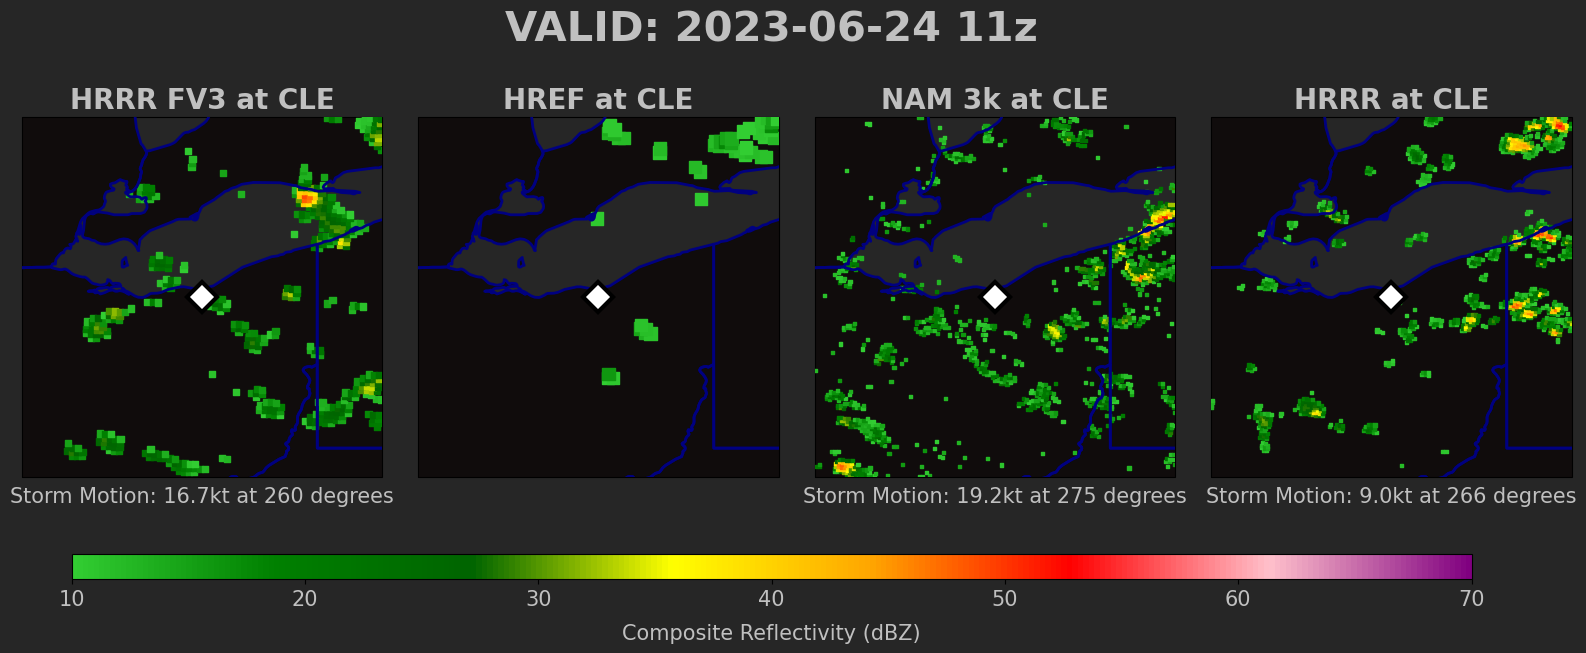 VALID: 2023-06-24 11z
HRRR FV3 at CLE
HREF at CLE
NAM 3k at CLE
HRRR at CLE
Storm Motion: 16.7kt at 260 degrees
Storm Motion: 19.2kt at 275 degrees
Storm Motion: 9.0kt at 266 degrees
10 20 30 40 50 60 70
Composite Reflectivity (dBZ)